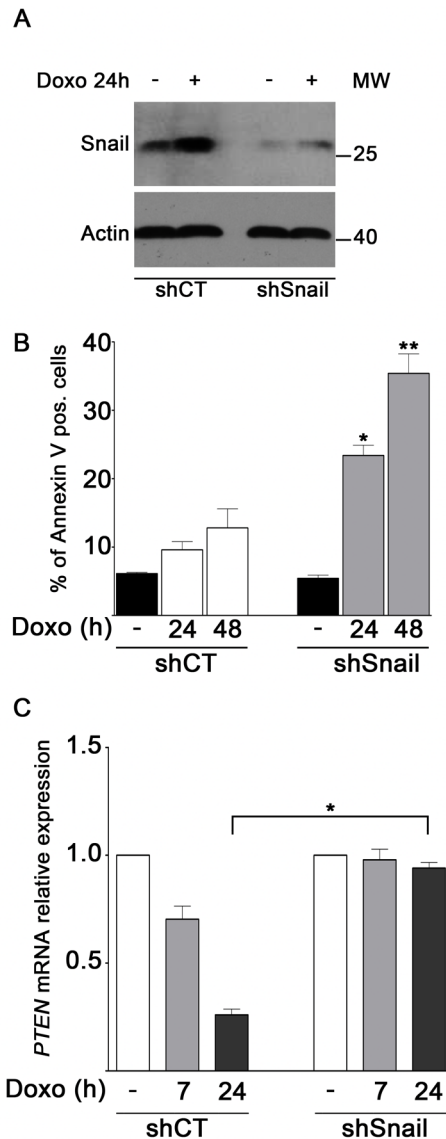 A
Doxo 24h - + - + MW
Snail
25
Actin
40
shCT shSnail
B
% of Annexin V pos. cells
40
30
20
10
* **
Doxo (h) - 24 48 - 24 48
shCT shSnail
C
PTEN mRNA relative expression
1.5
1.0
0.5
*
Doxo (h) - 7 24 - 7 24
shCT shSnail